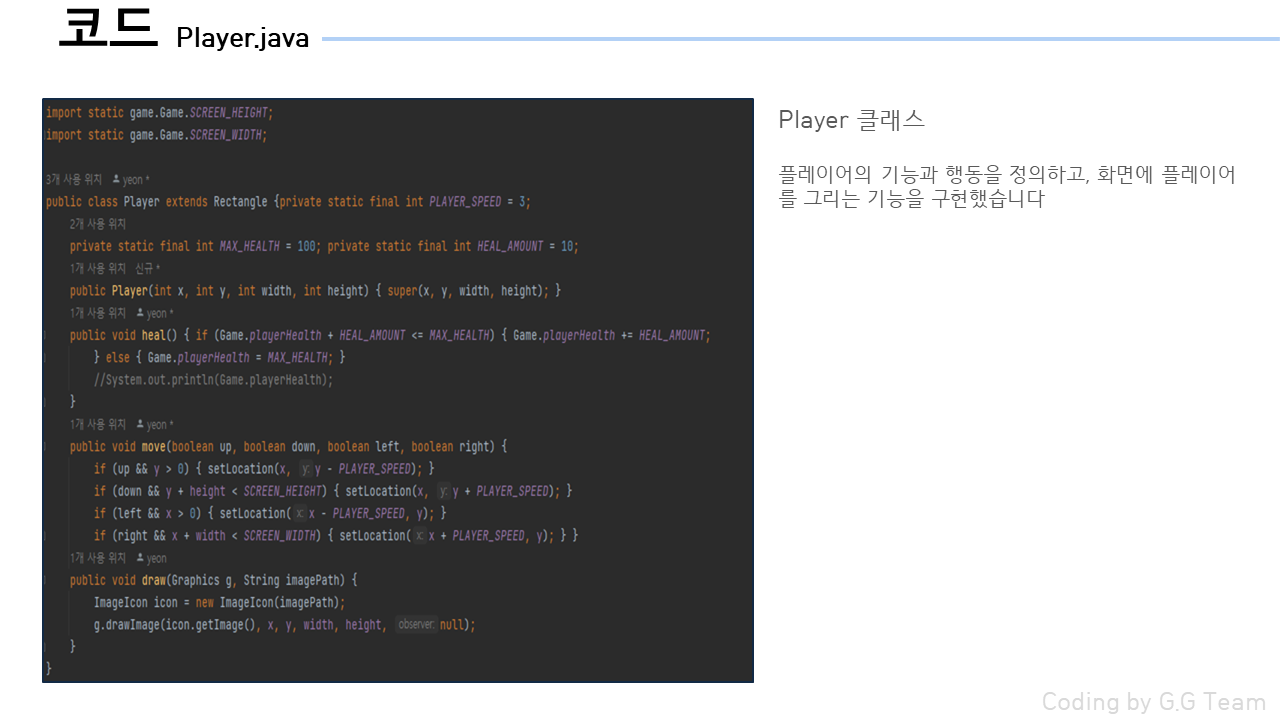 코드 Player.java
import static game.Game.SCREEN_HEIGHT;
import static game.Game.SCREEN_WIDTH;
3개 사용 위치 yeon *
public class Player extends Rectangle {private static final int PLAYER_SPEED = 3;
2개 사용 위치
private static final int MAX_HEALTH = 100; private static final int HEAL_AMOUNT = 10;
1개 사용 위치 신규 *
public Player(int x, int y, int width, int height) { super(x, y, width, height); }
1개 사용 위치 yeon *
public void heal() { if (Game.playerHealth + HEAL_AMOUNT <= MAX_HEALTH) { Game.playerHealth += HEAL_AMOUNT;
} else { Game.playerHealth = MAX_HEALTH; }
//System.out.println(Game.playerHealth);
}
1개 사용 위치 yeon *
public void move(boolean up, boolean down, boolean left, boolean right) {
if (up && y > 0) { setLocation(x, y: y - PLAYER_SPEED); }
if (down && y + height < SCREEN_HEIGHT) { setLocation(x, y: y + PLAYER_SPEED); }
if (left && x > 0) { setLocation( x: x - PLAYER_SPEED, y); }
if (right && x + width < SCREEN_WIDTH) { setLocation( x: x + PLAYER_SPEED, y); } }
1개 사용 위치 yeon
public void draw(Graphics g, String imagePath) {
ImageIcon icon = new ImageIcon(imagePath);
g.drawImage(icon.getImage(), x, y, width, height, observer: null);
}
}
Player 클래스
플레이어의 기능과 행동을 정의하고, 화면에 플레이어
를 그리는 기능을 구현했습니다
Coding by G.G Team